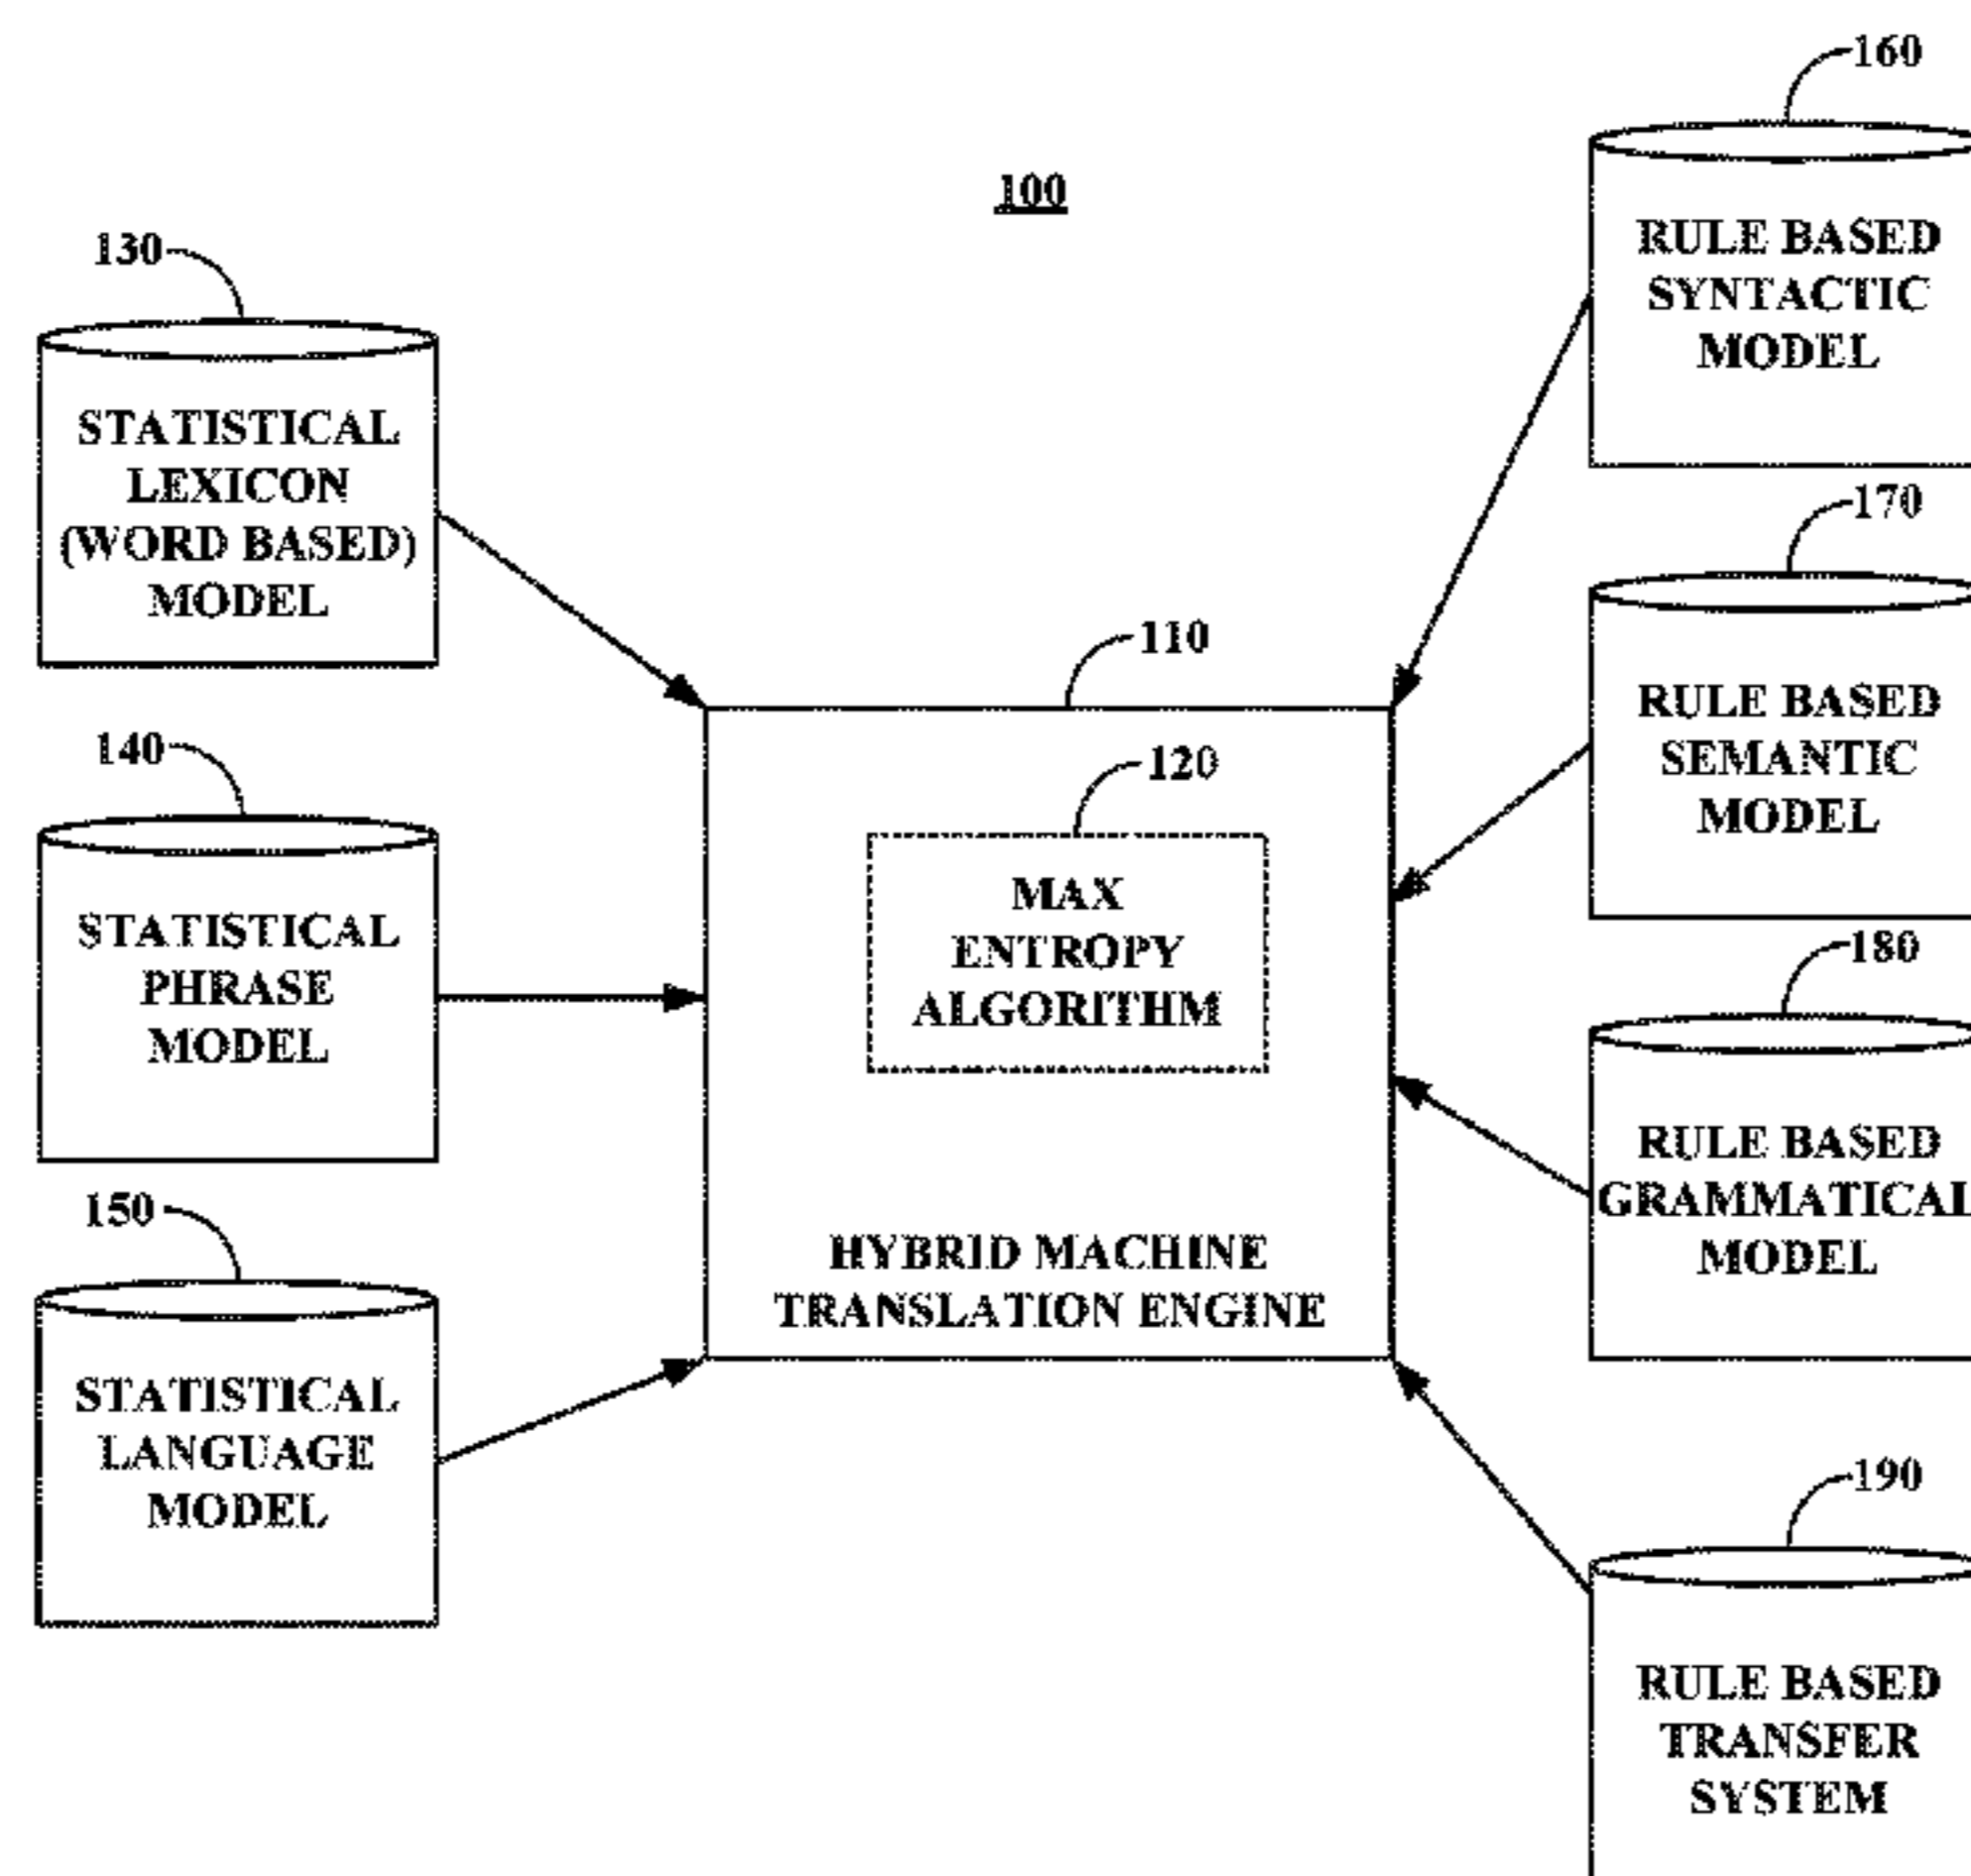 100
130
STATISTICAL
LEXICON
(WORD BASED)
MODEL
140
STATISTICAL
PHRASE
MODEL
150
STATISTICAL
LANGUAGE
MODEL
110
120
MAX
ENTROPY
ALGORITHM
HYBRID MACHINE
TRANSLATION ENGINE
160
RULE BASED
SYNTACTIC
MODEL
170
RULE BASED
SEMANTIC
MODEL
180
RULE BASED
GRAMMATICAL
MODEL
190
RULE BASED
TRANSFER
SYSTEM